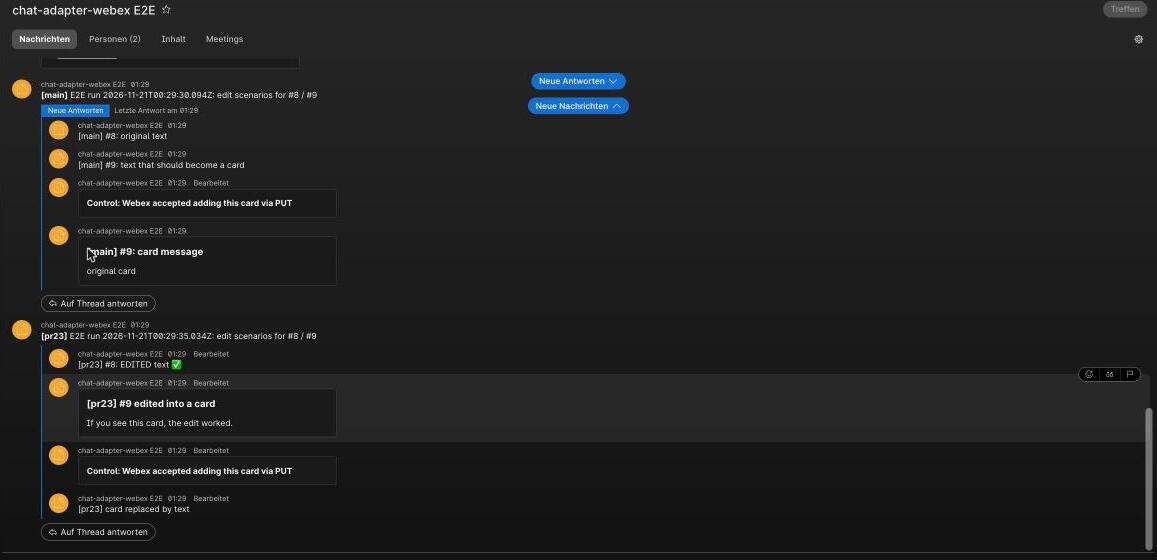 chat-adapter-webex E2E
Treffen
Nachrichten Personen (2) Inhalt Meetings
Neue Antworten
chat-adapter-webex E2E 01:29
[main] E2E run 2026-11-21T00:29:30.094Z: edit scenarios for #8 / #9
Neue Nachrichten
Neue Antworten Letzte Antwort am 01:29
chat-adapter-webex E2E 01:29
[main] #8: original text
chat-adapter-webex E2E 01:29
[main] #9: text that should become a card
chat-adapter-webex E2E 01:29 Bearbeitet
Control: Webex accepted adding this card via PUT
chat-adapter-webex E2E 01:29
[main] #9: card message
original card
Auf Thread antworten
chat-adapter-webex E2E 01:29
[pr23] E2E run 2026-11-21T00:29:35.034Z: edit scenarios for #8 / #9
chat-adapter-webex E2E 01:29 Bearbeitet
[pr23] #8: EDITED text ✅
chat-adapter-webex E2E 01:29 Bearbeitet
[pr23] #9 edited into a card
If you see this card, the edit worked.
chat-adapter-webex E2E 01:29 Bearbeitet
Control: Webex accepted adding this card via PUT
chat-adapter-webex E2E 01:29 Bearbeitet
[pr23] card replaced by text
Auf Thread antworten